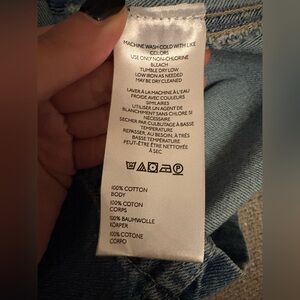 MACHINE WASH COLD WITH LIKE
COLORS
USE ONLY NON-CHLORINE
BLEACH
TUMBLE DRY LOW
LOW IRON AS NEEDED
MAY BE DRY CLEANED
LAVER À LA MACHINE À L'EAU
FROIDE AVEC COULEURS
SIMILAIRES
UTILISER UN AGENT DE
BLANCHIMENT SANS CHLORE SI
NÉCESSAIRE
SÉCHER PAR CULBUTAGE À BASSE
TEMPÉRATURE
REPASSER, AU BESOIN, À TRÈS
BASSE TEMPÉRATURE
PEUT-ÊTRE ÊTRE NETTOYÉE
À SEC
100% COTTON
BODY
100% COTON
CORPS
100% BAUMWOLLE
KÖRPER
100% COTONE
CORPO